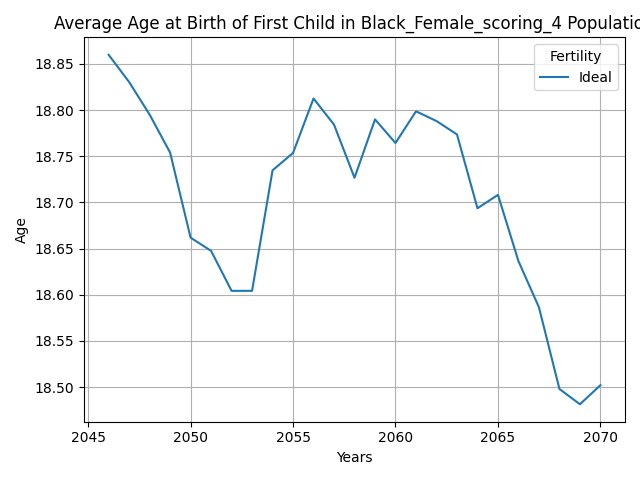 Average Age at Birth of First Child in Black_Female_scoring_4 Populatio
Fertility
Ideal
18.85
18.80
18.75
18.70
18.65
18.60
18.55
18.50
Age
2045 2050 2055 2060 2065 2070
Years